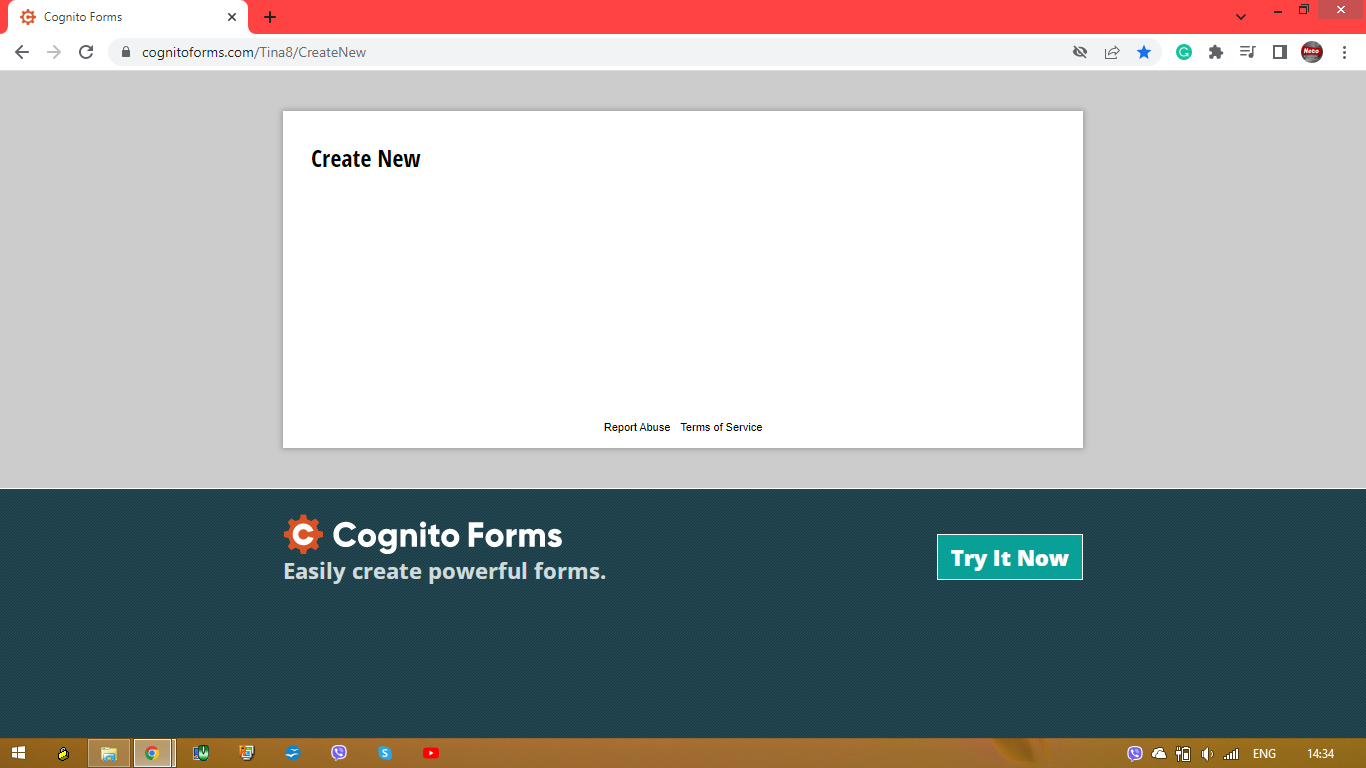 Cognito Forms
cognitoforms.com/Tina8/CreateNew
Create New
Report Abuse Terms of Service
Cognito Forms
Easily create powerful forms.
Try It Now
ENG 14:34